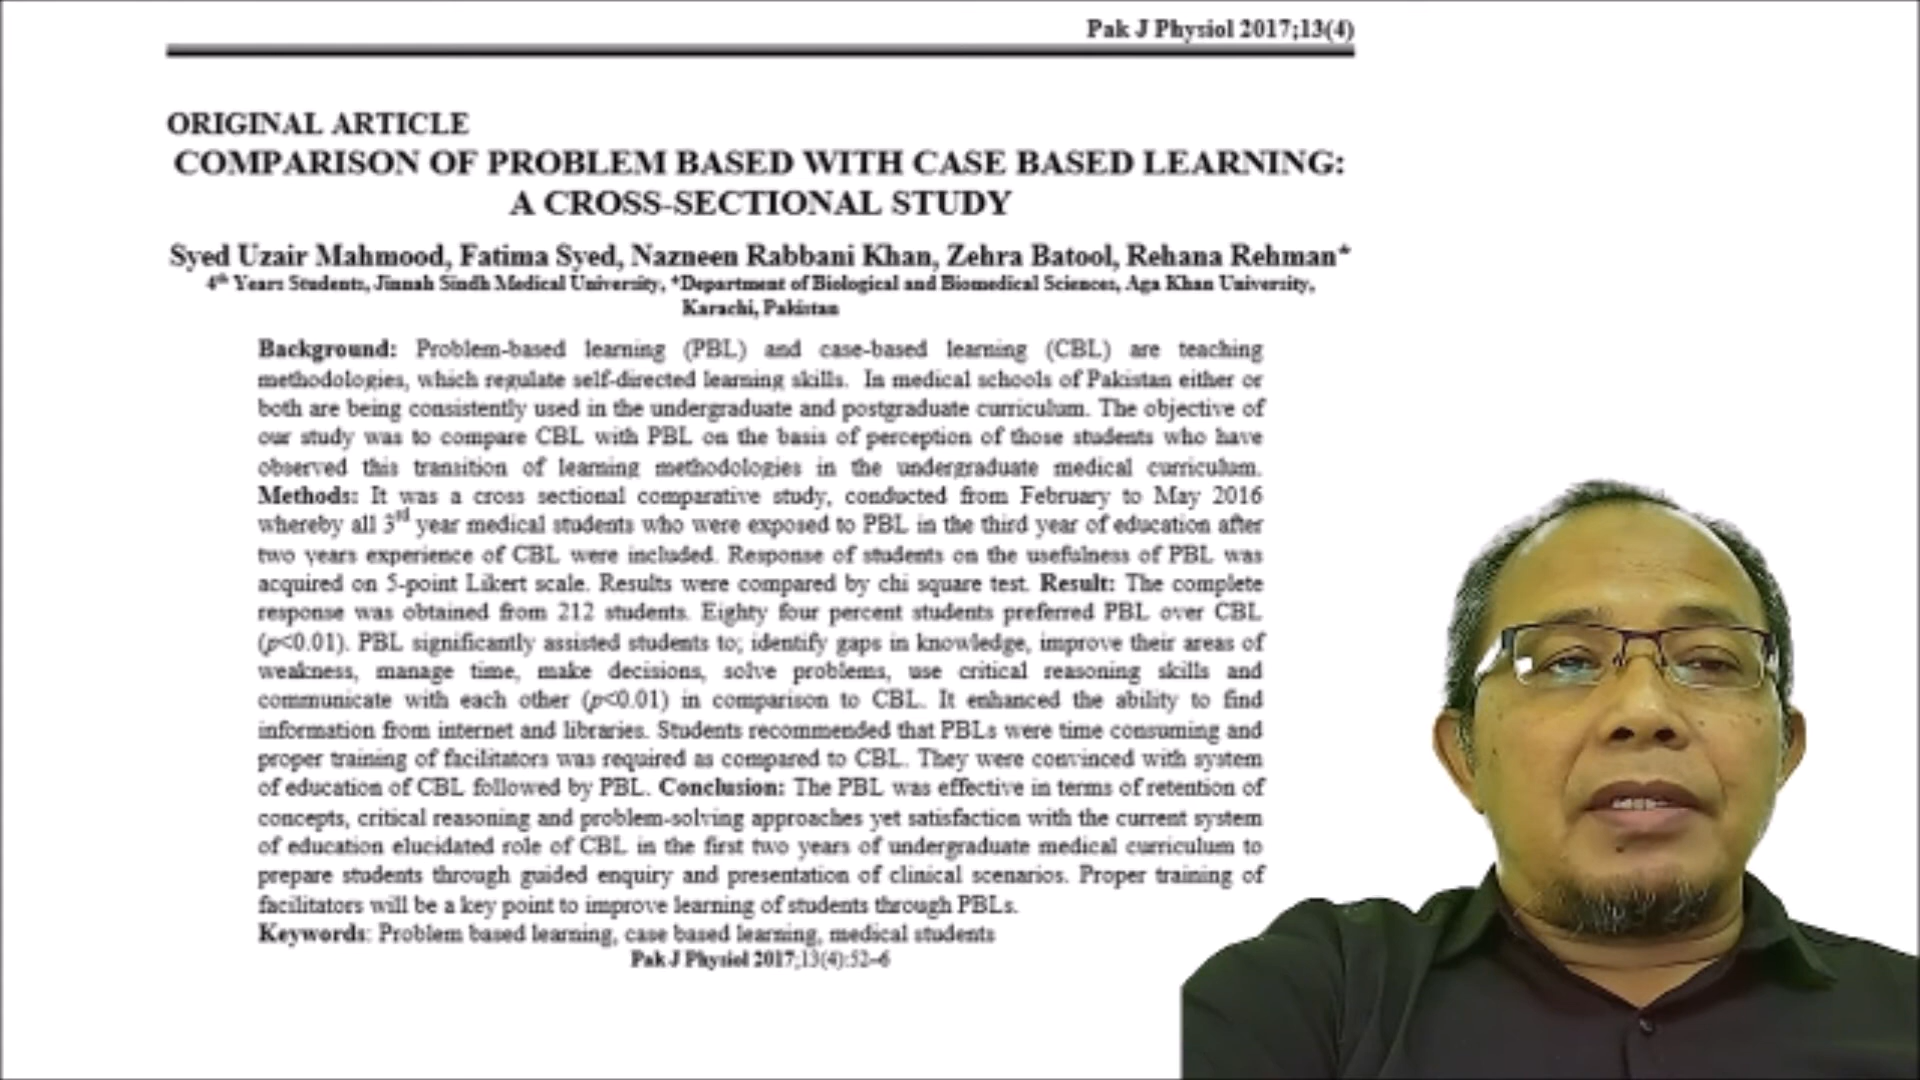 Pak J Physiol 2017;13(4)
ORIGINAL ARTICLE
COMPARISON OF PROBLEM BASED WITH CASE BASED LEARNING:
A CROSS-SECTIONAL STUDY
Syed Uzair Mahmood, Fatima Syed, Nazneen Rabbani Khan, Zehra Batool, Rehana Rehman*
4th Years Students, Jinnah Sindh Medical University, *Department of Biological and Biomedical Sciences, Aga Khan University,
Karachi, Pakistan
Background: Problem-based learning (PBL) and case-based learning (CBL) are teaching
methodologies, which regulate self-directed learning skills. In medical schools of Pakistan either or
both are being consistently used in the undergraduate and postgraduate curriculum. The objective of
our study was to compare CBL with PBL on the basis of perception of those students who have
observed this transition of learning methodologies in the undergraduate medical curriculum.
Methods: It was a cross sectional comparative study, conducted from February to May 2016
whereby all 3rd year medical students who were exposed to PBL in the third year of education after
two years experience of CBL were included. Response of students on the usefulness of PBL was
acquired on 5-point Likert scale. Results were compared by chi square test. Result: The complete
response was obtained from 212 students. Eighty four percent students preferred PBL over CBL
(p<0.01). PBL significantly assisted students to; identify gaps in knowledge, improve their areas of
weakness, manage time, make decisions, solve problems, use critical reasoning skills and
communicate with each other (p<0.01) in comparison to CBL. It enhanced the ability to find
information from internet and libraries. Students recommended that PBLs were time consuming and
proper training of facilitators was required as compared to CBL. They were convinced with system
of education of CBL followed by PBL. Conclusion: The PBL was effective in terms of retention of
concepts, critical reasoning and problem-solving approaches yet satisfaction with the current system
of education elucidated role of CBL in the first two years of undergraduate medical curriculum to
prepare students through guided enquiry and presentation of clinical scenarios. Proper training of
facilitators will be a key point to improve learning of students through PBLs.
Keywords: Problem based learning, case based learning, medical students
Pak J Physiol 2017;13(4):52–6